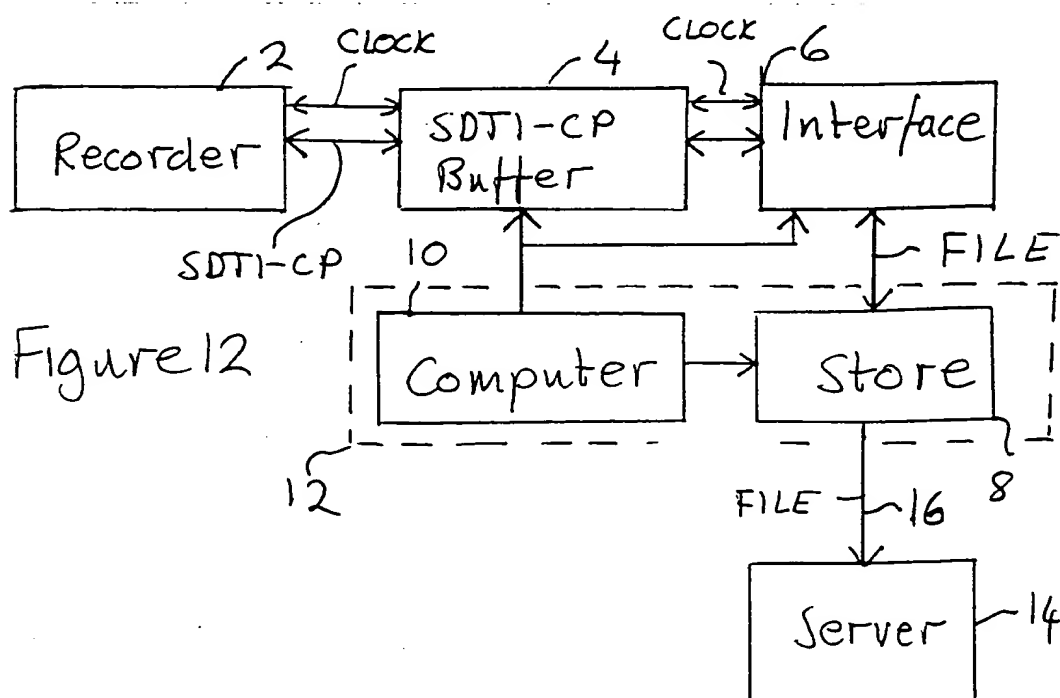 CLOCK
CLOCK
2
4
6
Recorder
SDTI-CP
Buffer
Interface
SDTI-CP
10
FILE
Figure 12
Computer
Store
12
8
FILE
16
Server
14